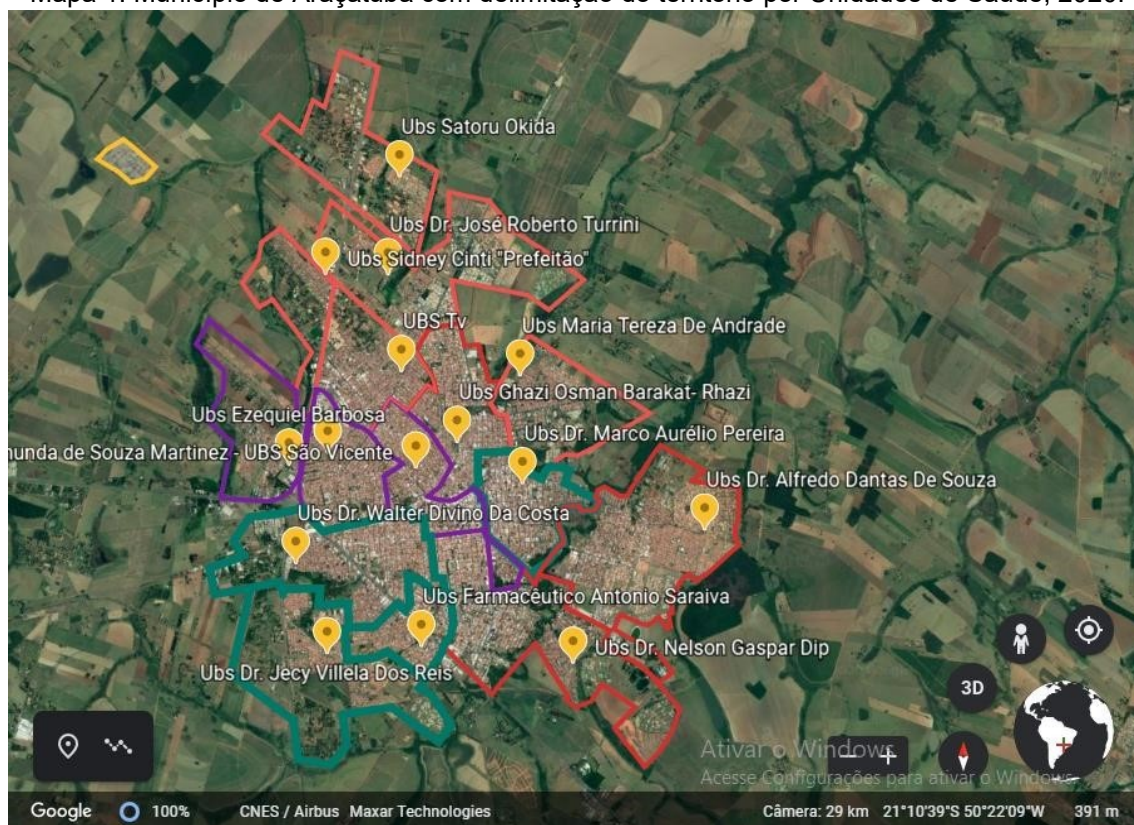 Mapa 1. Município de Araçatuba com delimitação do território por Unidades de Saúde, 2020.
Ubs Satoru Okida
Ubs Dr. José Roberto Turrini
Ubs Sidney Cinti "Prefeitão"
UBS Tv
Ubs Maria Tereza De Andrade
Ubs Ghazi Osman Barakat- Rhazi
Ubs Ezequiel Barbosa
Ubs Dr. Marco Aurélio Pereira
de Souza Martinez - UBS São Vicente
Ubs Dr. Alfredo Dantas De Souza
Ubs Dr. Walter Divino Da Costa
Ubs Farmacêutico Antonio Saraiva
Ubs Dr. Nelson Gaspar Dip
Ubs Dr. Jecy Villela Dos Reis
3D
Ativar o Windows
Acesse Configurações para ativar o Windows.
Google 100% CNES / Airbus Maxar Technologies Câmera: 29 km 21°10'39"S 50°22'09"W 391 m